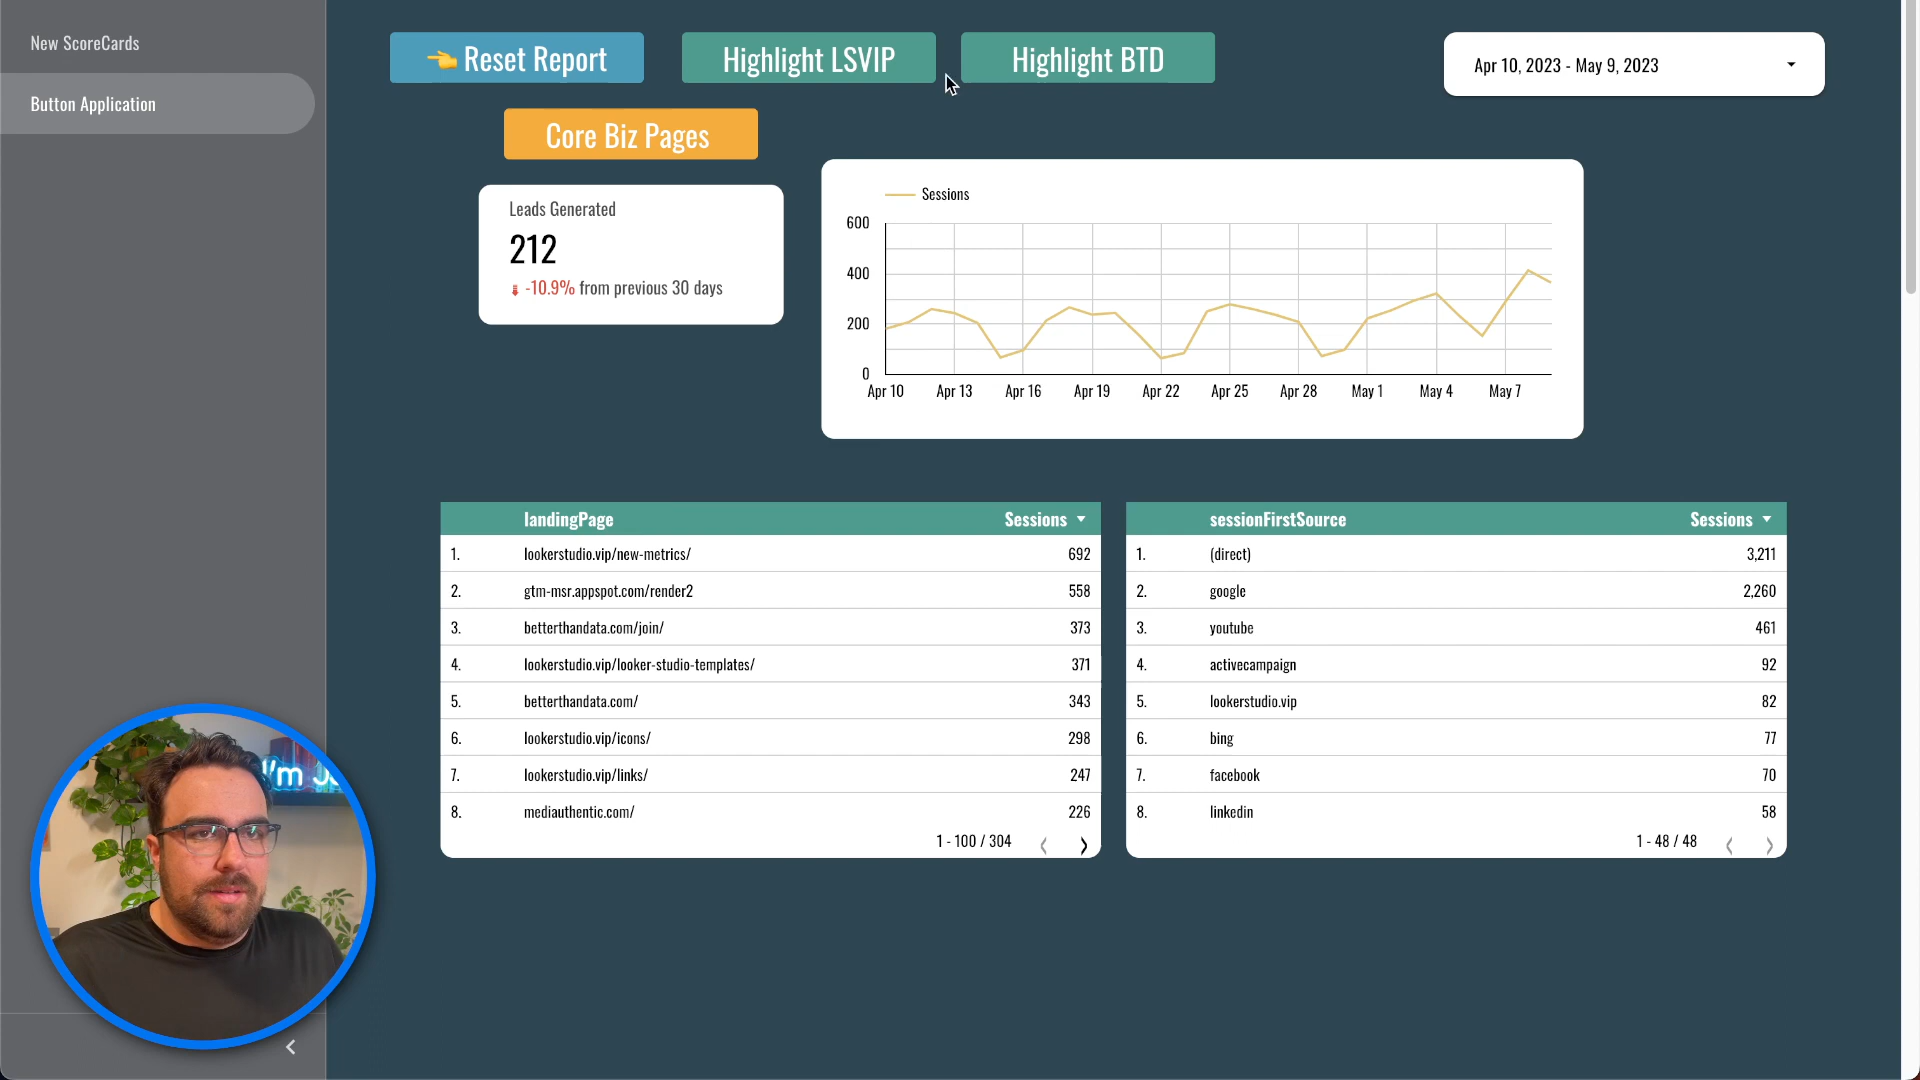 New ScoreCards
Button Application
👈 Reset Report
Highlight LSVIP
Highlight BTD
Apr 10, 2023 - May 9, 2023
Core Biz Pages
Leads Generated
212
-10.9% from previous 30 days
Sessions
600
400
200
0
Apr 10 Apr 13 Apr 16 Apr 19 Apr 22 Apr 25 Apr 28 May 1 May 4 May 7
landingPage Sessions
1. lookerstudio.vip/new-metrics/ 692
2. gtm-msr.appspot.com/render2 558
3. betterthandata.com/join/ 373
4. lookerstudio.vip/looker-studio-templates/ 371
5. betterthandata.com/ 343
6. lookerstudio.vip/icons/ 298
7. lookerstudio.vip/links/ 247
8. mediauthentic.com/ 226
1 - 100 / 304
sessionFirstSource Sessions
1. (direct) 3,211
2. google 2,260
3. youtube 461
4. activecampaign 92
5. lookerstudio.vip 82
6. bing 77
7. facebook 70
8. linkedin 58
1 - 48 / 48
I'm